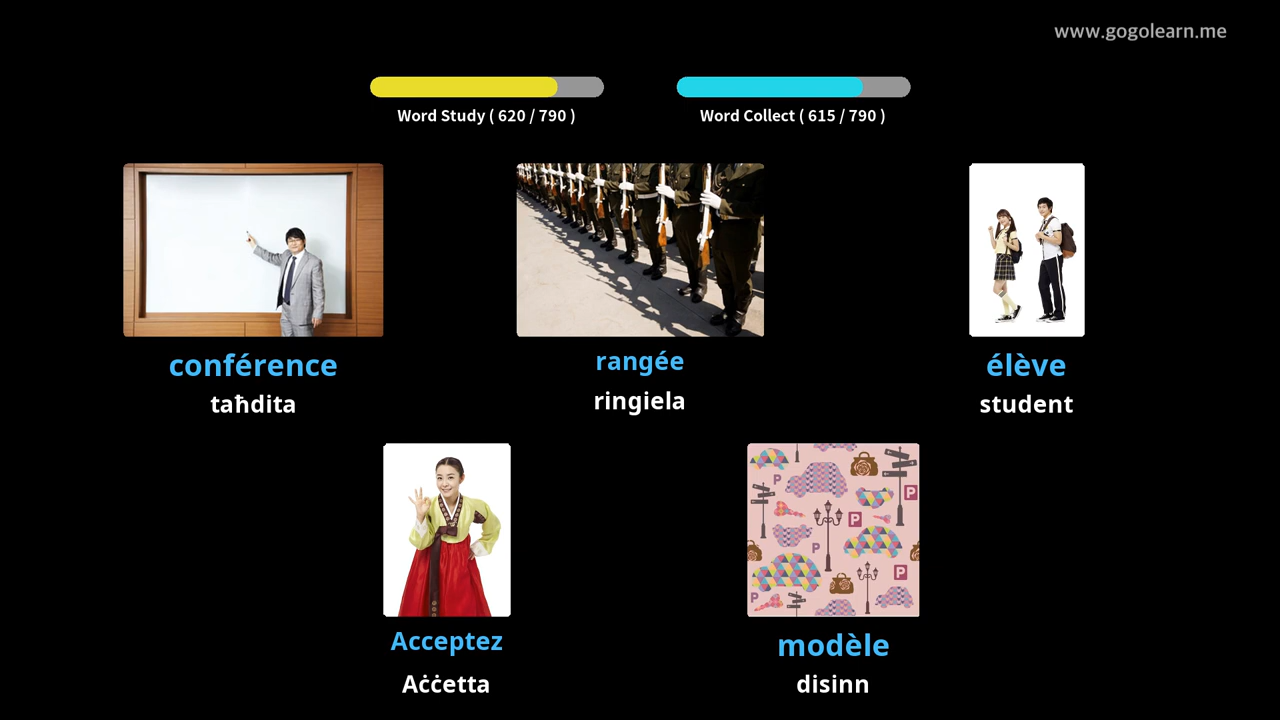 www.gogolearn.me
Word Study ( 620 / 790 )
Word Collect ( 615 / 790 )
conférence
taħdita
rangée
ringiela
élève
student
P
P
P
P
P
P
Acceptez
Aċċetta
modèle
disinn